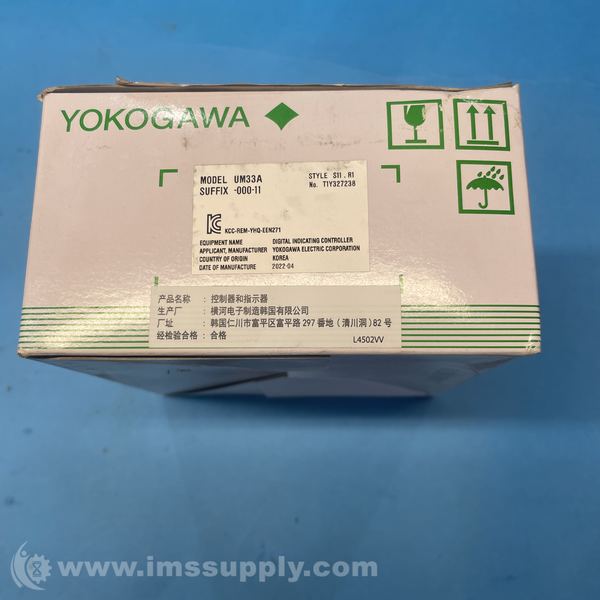 YOKOGAWA
MODEL UM33A
SUFFIX -000-11
STYLE S11 . R1
No. T1Y327238
KCC-REM-YHQ-EEN271
EQUIPMENT NAME DIGITAL INDICATING CONTROLLER
APPLICANT, MANUFACTURER YOKOGAWA ELECTRIC CORPORATION
COUNTRY OF ORIGIN KOREA
DATE OF MANUFACTURE 2022-04
产品名称 : 控制器和指示器
生产厂 : 横河电子制造韩国有限公司
厂址 : 韩国仁川市富平区富平路 297 番地 ( 清川洞 ) 82 号
经检验合格 : 合格
L4502VV
www.imssupply.com